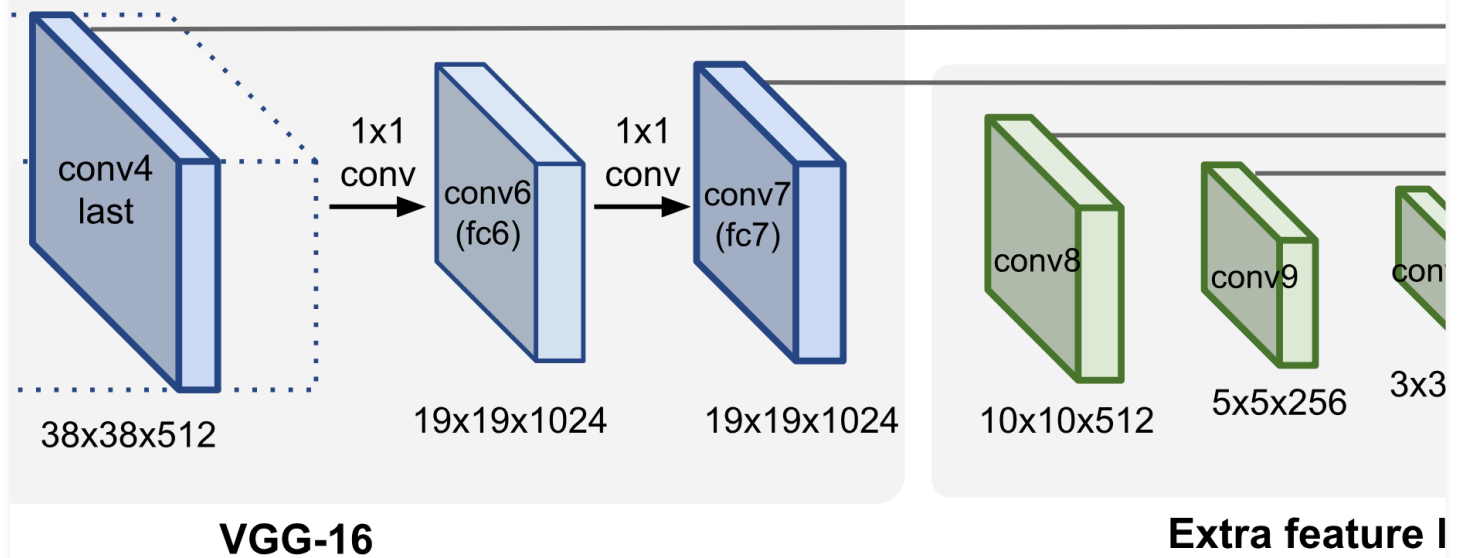 conv4
last
38x38x512
1x1
conv
conv6
(fc6)
19x19x1024
1x1
conv
conv7
(fc7)
19x19x1024
VGG-16
conv8
10x10x512
conv9
5x5x256
3x3
Extra feature